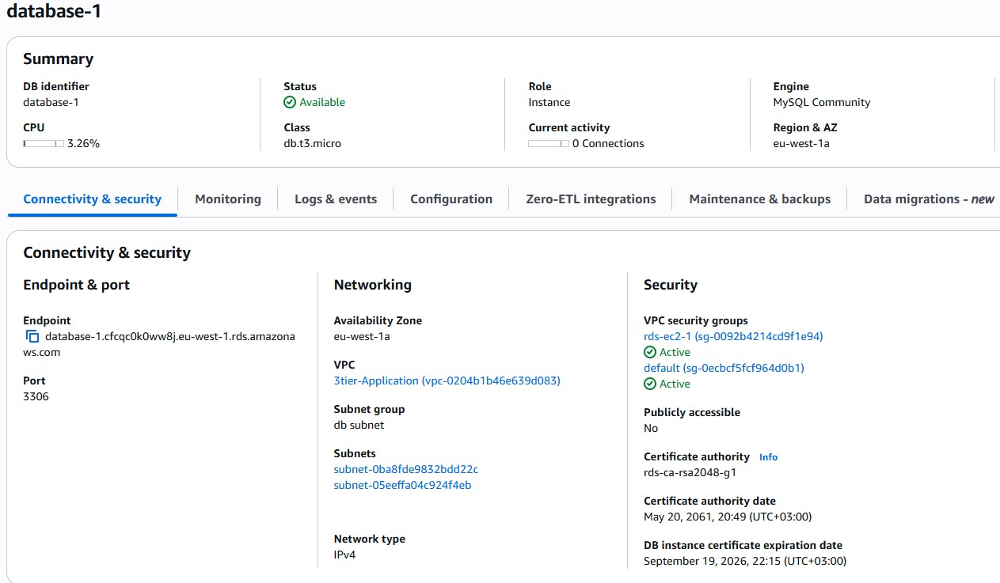 database-1
Summary
DB identifier
database-1
Status
Available
Role
Instance
Engine
MySQL Community
CPU
3.26%
Class
db.t3.micro
Current activity
0 Connections
Region & AZ
eu-west-1a
Connectivity & security
Monitoring
Logs & events
Configuration
Zero-ETL integrations
Maintenance & backups
Data migrations - new
Connectivity & security
Endpoint & port
Endpoint
database-1.cfcqc0k0ww8j.eu-west-1.rds.amazona
ws.com
Port
3306
Networking
Availability Zone
eu-west-1a
VPC
3tier-Application (vpc-0204b1b46e639d083)
Subnet group
db subnet
Subnets
subnet-0ba8fde9832bdd22c
subnet-05eeffa04c924f4eb
Network type
IPv4
Security
VPC security groups
rds-ec2-1 (sg-0092b4214cd9f1e94)
Active
default (sg-0ecbcf5fcf964d0b1)
Active
Publicly accessible
No
Certificate authority Info
rds-ca-rsa2048-g1
Certificate authority date
May 20, 2061, 20:49 (UTC+03:00)
DB instance certificate expiration date
September 19, 2026, 22:15 (UTC+03:00)